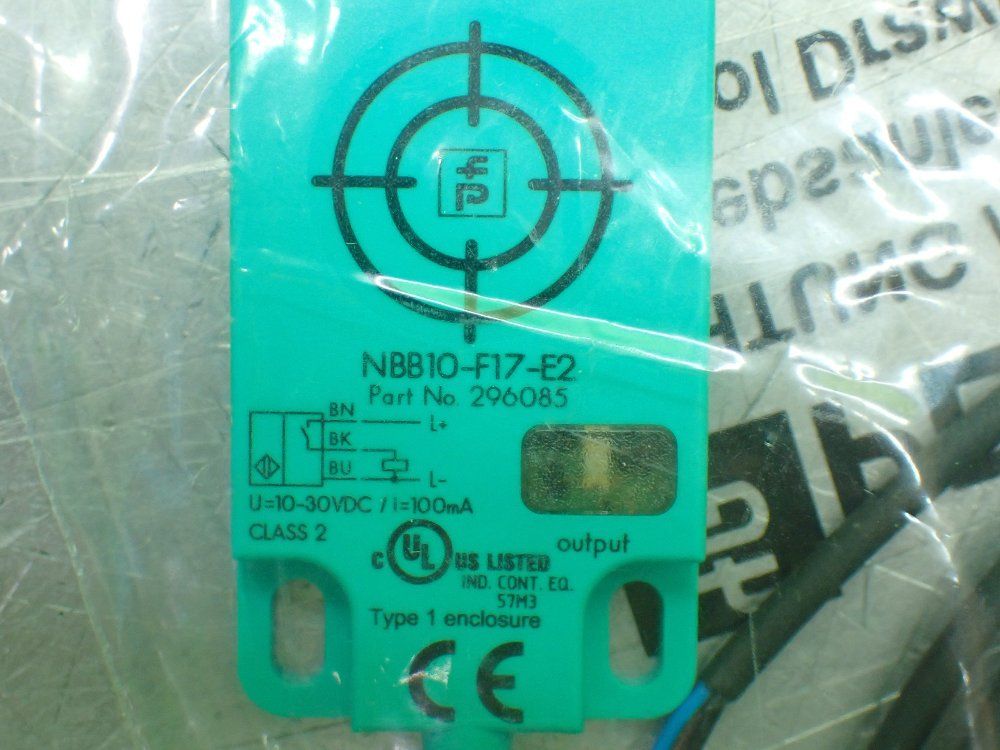 NBB10-F17-E2
Part No. 296085
BN
L+
BK
BU
L-
U=10-30VDC / I=100mA
CLASS 2
output
C UL US LISTED
IND. CONT. EQ.
57M3
Type 1 enclosure
CE